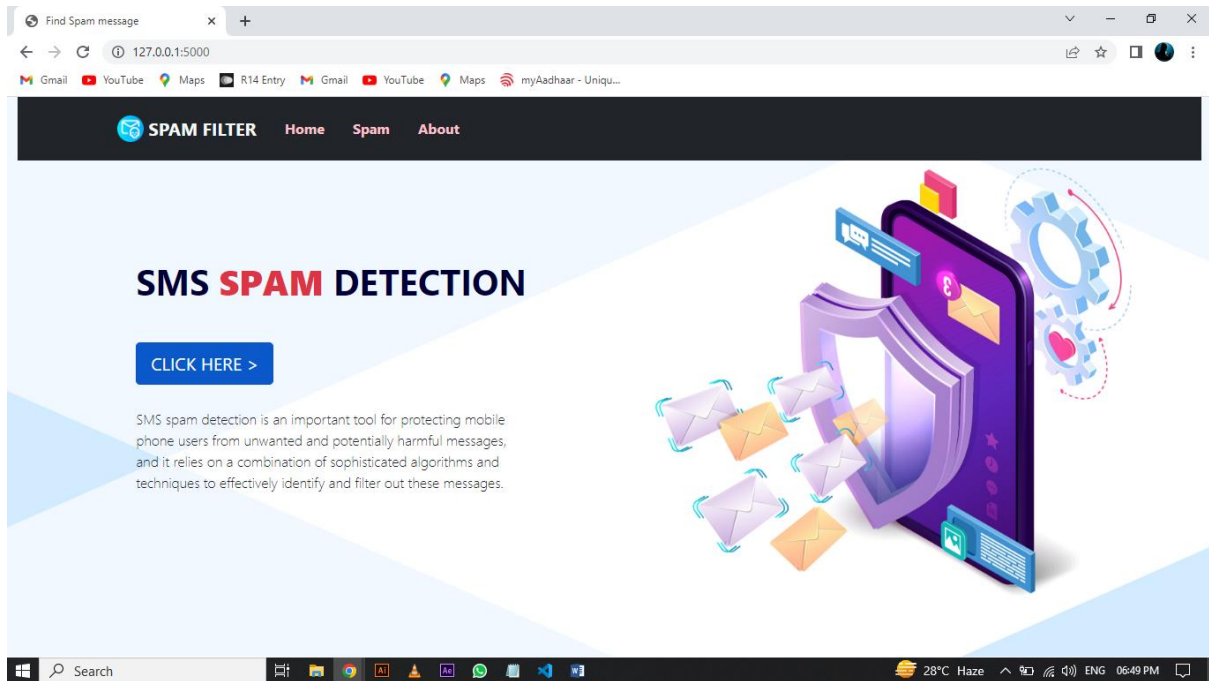 Find Spam message
127.0.0.1:5000
Gmail YouTube Maps R14 Entry Gmail YouTube Maps myAadhaar - Uniqu...
SPAM FILTER Home Spam About
SMS SPAM DETECTION
CLICK HERE >
SMS spam detection is an important tool for protecting mobile
phone users from unwanted and potentially harmful messages,
and it relies on a combination of sophisticated algorithms and
techniques to effectively identify and filter out these messages.
Search Ai Ae 28°C Haze ENG 06:49 PM